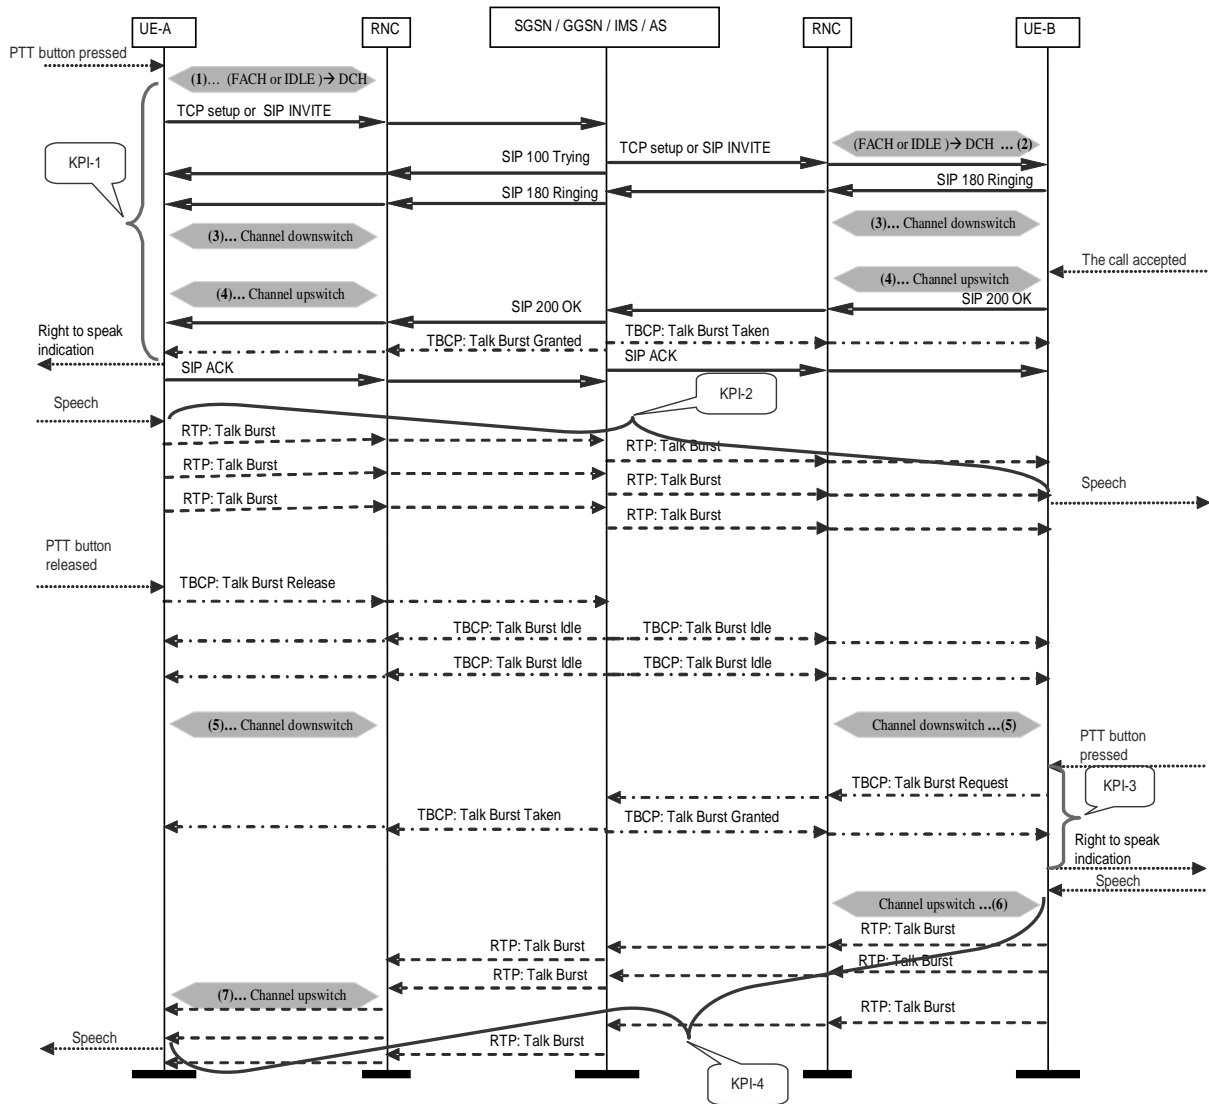 UE-A
RNC
SGSN / GGSN / IMS / AS
RNC
UE-B
PTT button pressed
(1)… (FACH or IDLE )→ DCH
TCP setup or SIP INVITE
KPI-1
SIP 100 Trying
TCP setup or SIP INVITE
(FACH or IDLE )→ DCH … (2)
SIP 180 Ringing
SIP 180 Ringing
(3)… Channel downswitch
(3)… Channel downswitch
The call accepted
(4)… Channel upswitch
(4)… Channel upswitch
SIP 200 OK
SIP 200 OK
Right to speak
indication
TBCP: Talk Burst Granted
TBCP: Talk Burst Taken
SIP ACK
SIP ACK
KPI-2
Speech
RTP: Talk Burst
RTP: Talk Burst
RTP: Talk Burst
RTP: Talk Burst
Speech
RTP: Talk Burst
RTP: Talk Burst
PTT button
released
TBCP: Talk Burst Release
TBCP: Talk Burst Idle
TBCP: Talk Burst Idle
TBCP: Talk Burst Idle
TBCP: Talk Burst Idle
(5)… Channel downswitch
Channel downswitch …(5)
PTT button
pressed
TBCP: Talk Burst Request
KPI-3
TBCP: Talk Burst Taken
TBCP: Talk Burst Granted
Right to speak
indication
Speech
Channel upswitch …(6)
RTP: Talk Burst
RTP: Talk Burst
RTP: Talk Burst
RTP: Talk Burst
(7)… Channel upswitch
RTP: Talk Burst
Speech
RTP: Talk Burst
KPI-4